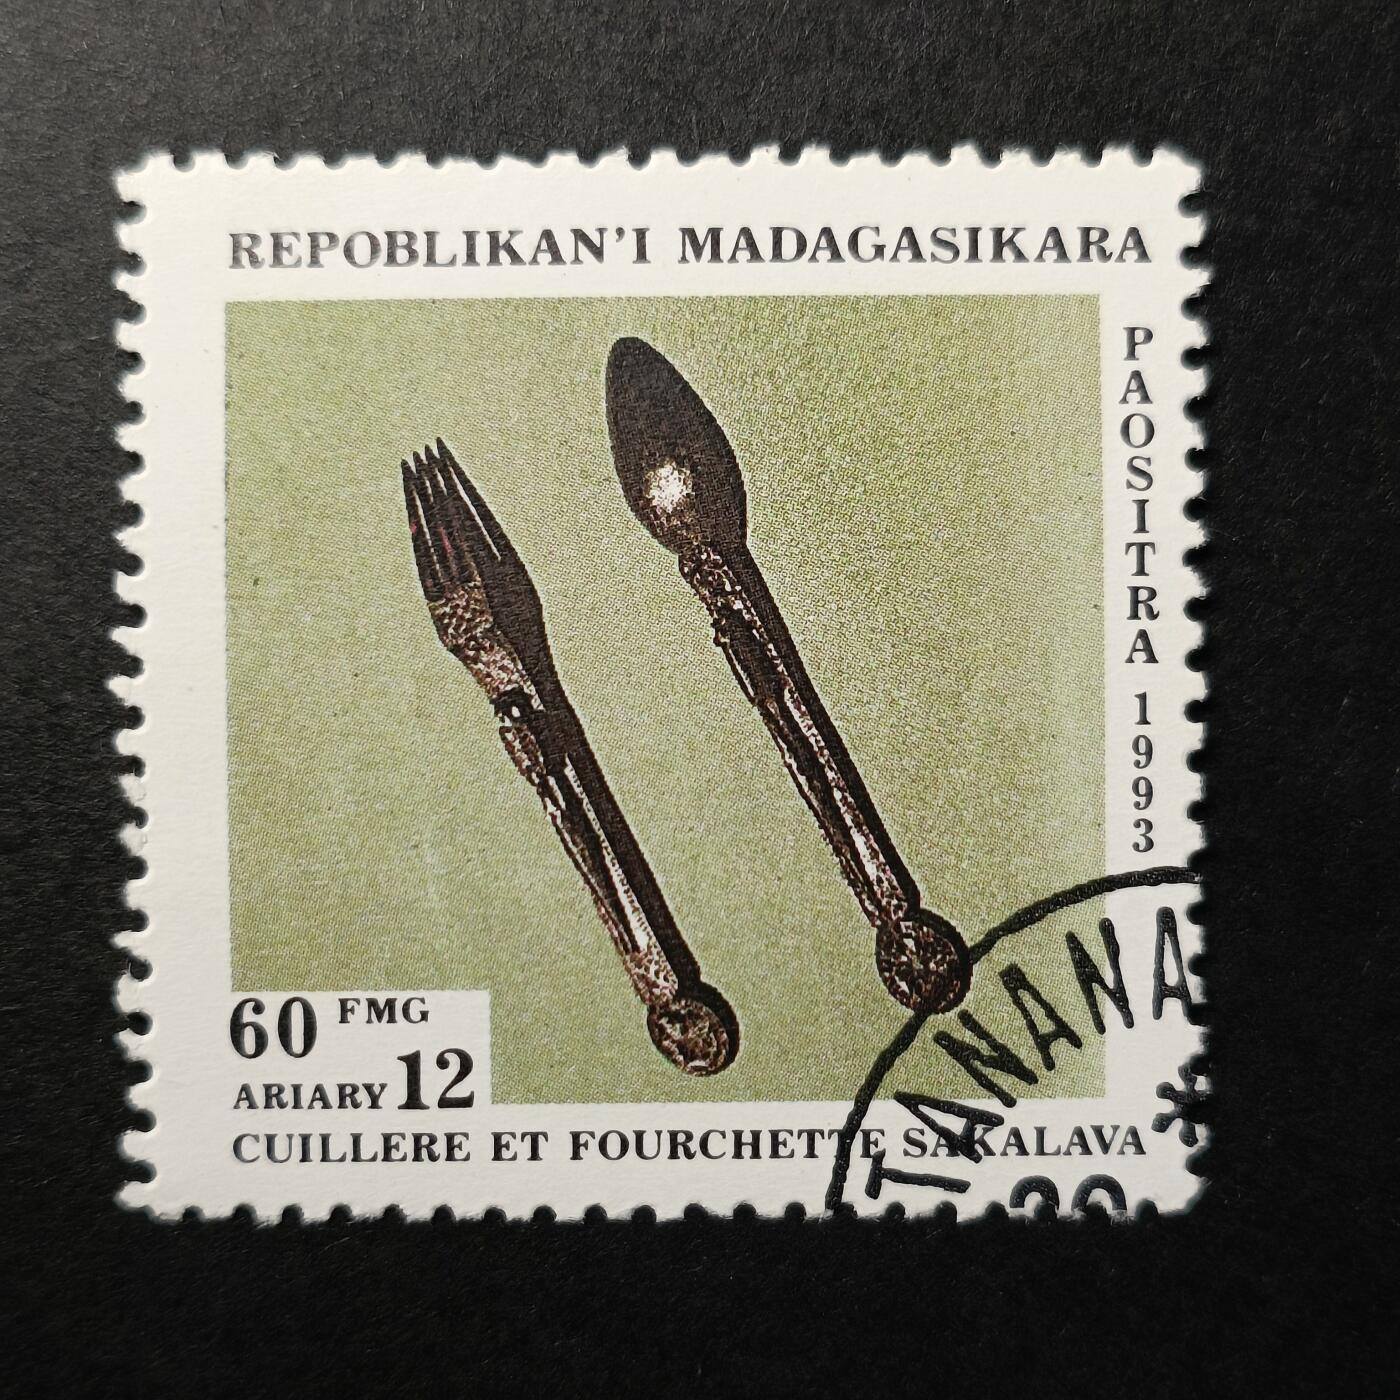 REPOBLIKAN'I MADAGASIKARA
PAOSITRA 1993
60 FMG
ARIARY 12
CUILLERE ET FOURCHETTE SAKALAVA
TANANA
*